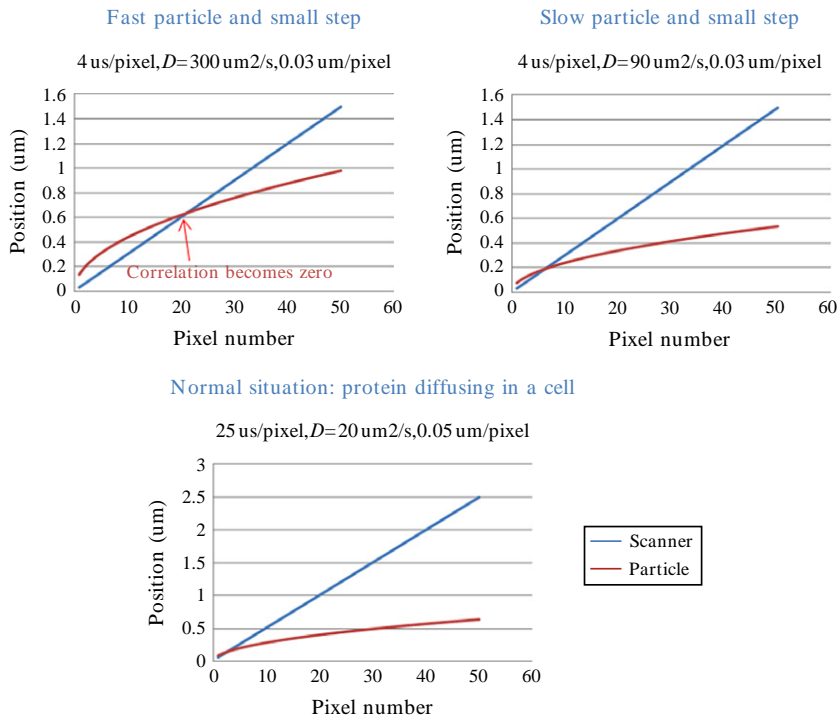 Fast particle and small step
4 us/pixel,D=300 um2/s,0.03 um/pixel
Position (um)
1.6
1.4
1.2
1
0.8
0.6
0.4
0.2
0
Correlation becomes zero
0 10 20 30 40 50 60
Pixel number
Slow particle and small step
4 us/pixel,D=90 um2/s,0.03 um/pixel
Position (um)
1.6
1.4
1.2
1
0.8
0.6
0.4
0.2
0
0 10 20 30 40 50 60
Pixel number
Normal situation: protein diffusing in a cell
25 us/pixel,D=20 um2/s,0.05 um/pixel
Position (um)
3
2.5
2
1.5
1
0.5
0
0 10 20 30 40 50 60
Pixel number
Scanner
Particle